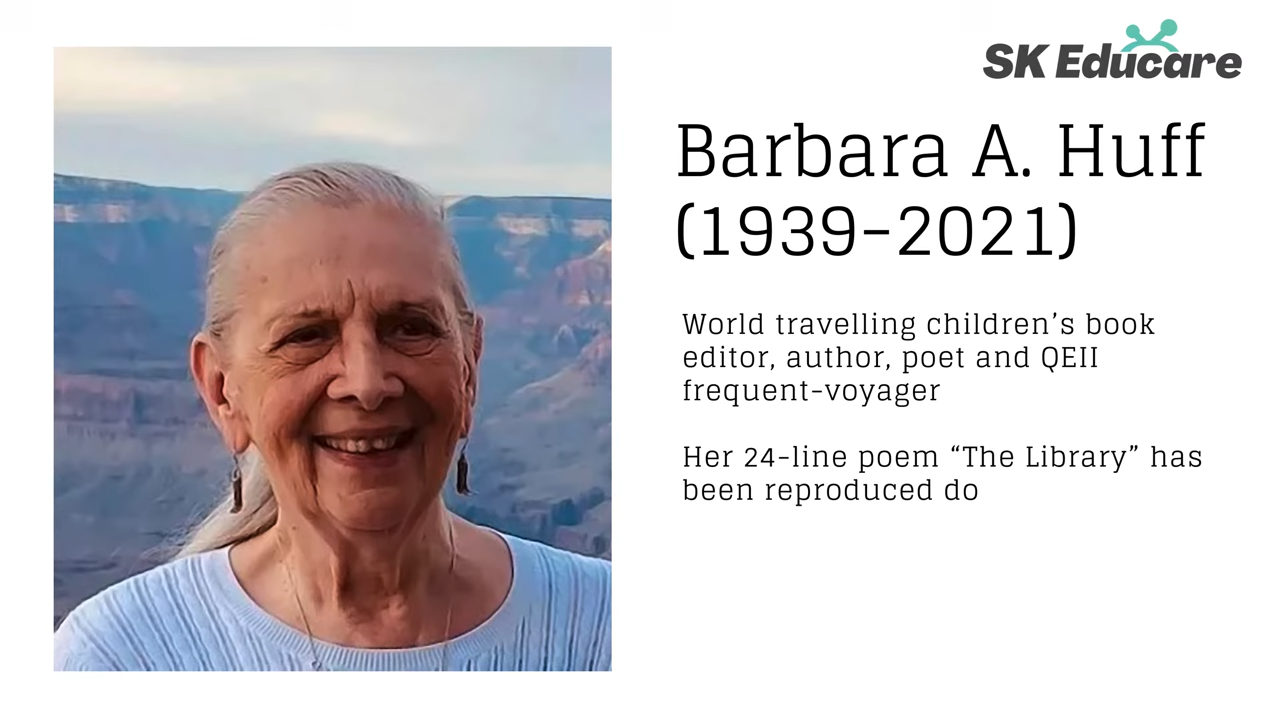 SK Educare
Barbara A. Huff
(1939–2021)
World travelling children’s book
editor, author, poet and QEII
frequent-voyager
Her 24-line poem “The Library” has
been reproduced do